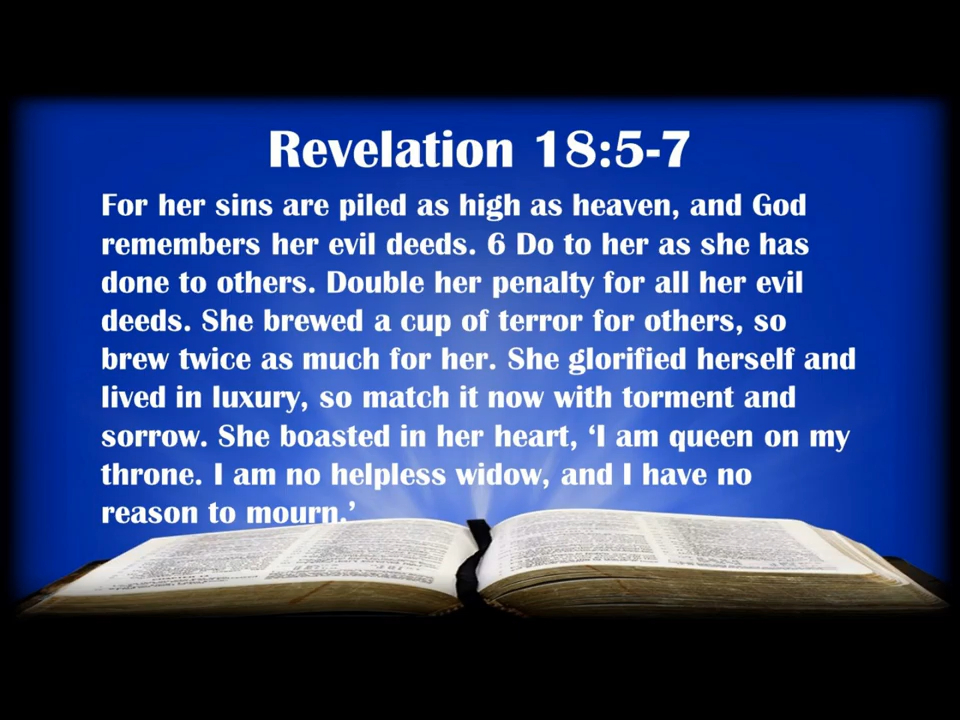 Revelation 18:5-7
For her sins are piled as high as heaven, and God
remembers her evil deeds. 6 Do to her as she has
done to others. Double her penalty for all her evil
deeds. She brewed a cup of terror for others, so
brew twice as much for her. She glorified herself and
lived in luxury, so match it now with torment and
sorrow. She boasted in her heart, ‘I am queen on my
throne. I am no helpless widow, and I have no
reason to mourn.’